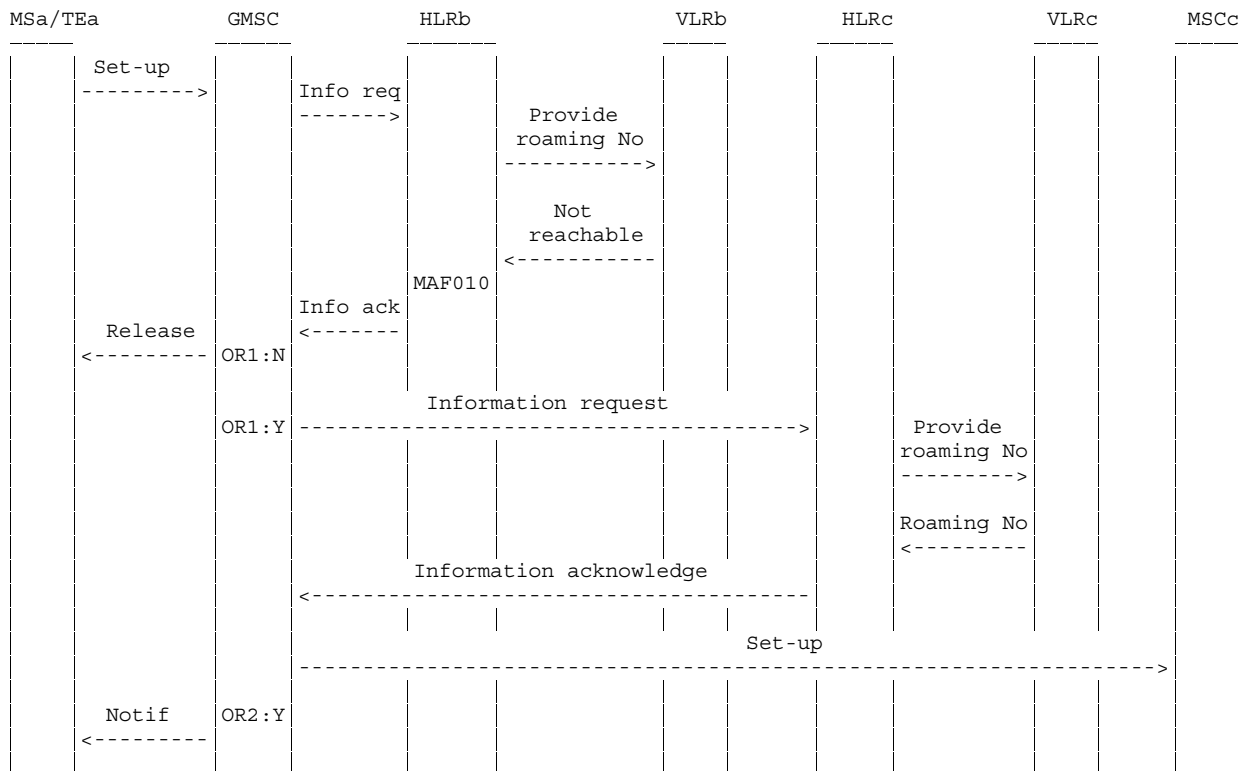 MSa/TEa GMSC HLRb VLRb HLRc VLRc MSCc
Set-up
Info req
Provide
roaming No
Not
reachable
MAF010
Info ack
Release
OR1:N
Information request
OR1:Y Provide
roaming No
Roaming No
Information acknowledge
Set-up
Notif OR2:Y